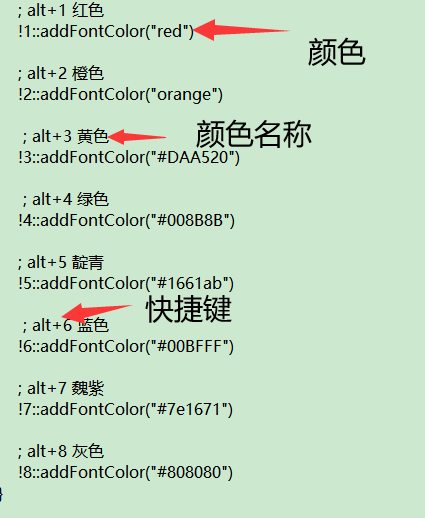 ; alt+1 红色
!1::addFontColor("red")
颜色
; alt+2 橙色
!2::addFontColor("orange")
; alt+3 黄色
颜色名称
!3::addFontColor("#DAA520")
; alt+4 绿色
!4::addFontColor("#008B8B")
; alt+5 靛青
!5::addFontColor("#1661ab")
快捷键
; alt+6 蓝色
!6::addFontColor("#00BFFF")
; alt+7 魏紫
!7::addFontColor("#7e1671")
; alt+8 灰色
!8::addFontColor("#808080")
}